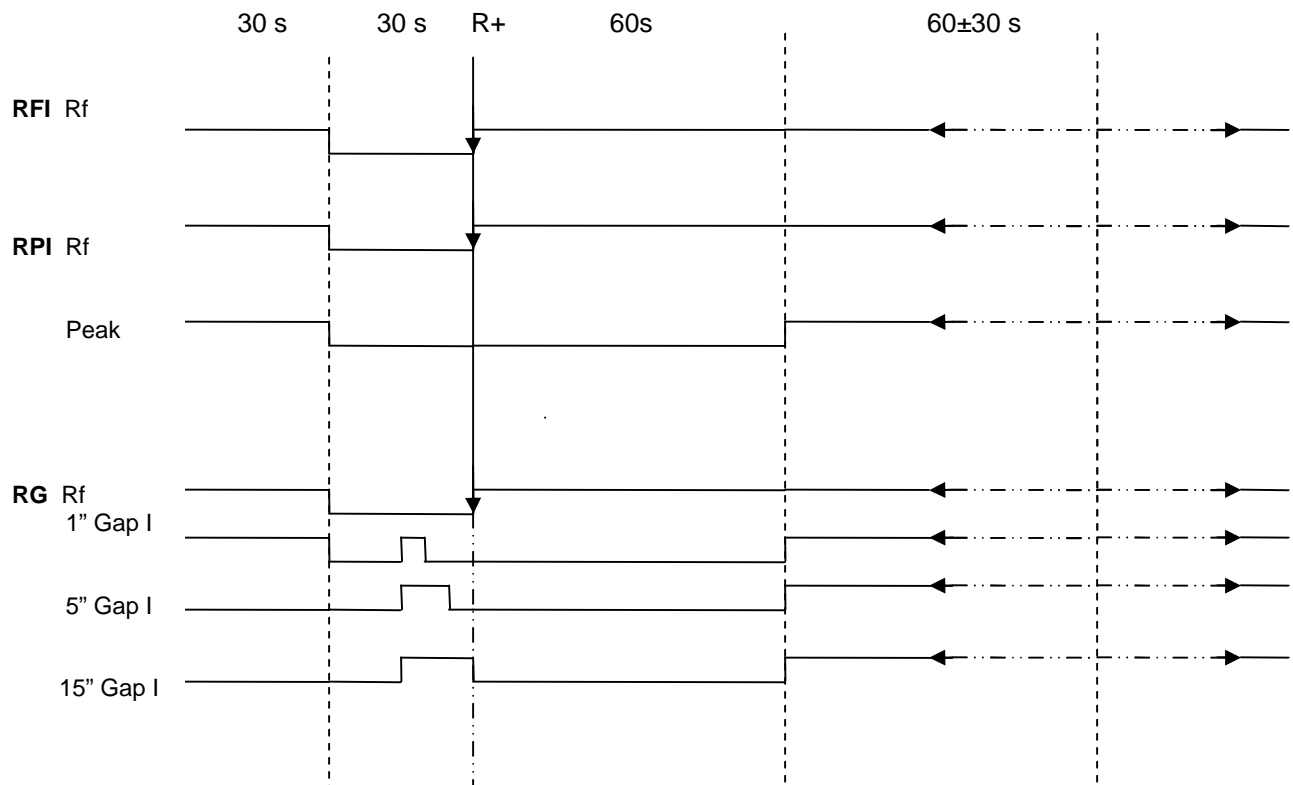 30 s 30 s R+ 60s 60±30 s
RFI Rf
RPI Rf
Peak
RG Rf
1” Gap I
5” Gap I
15” Gap I